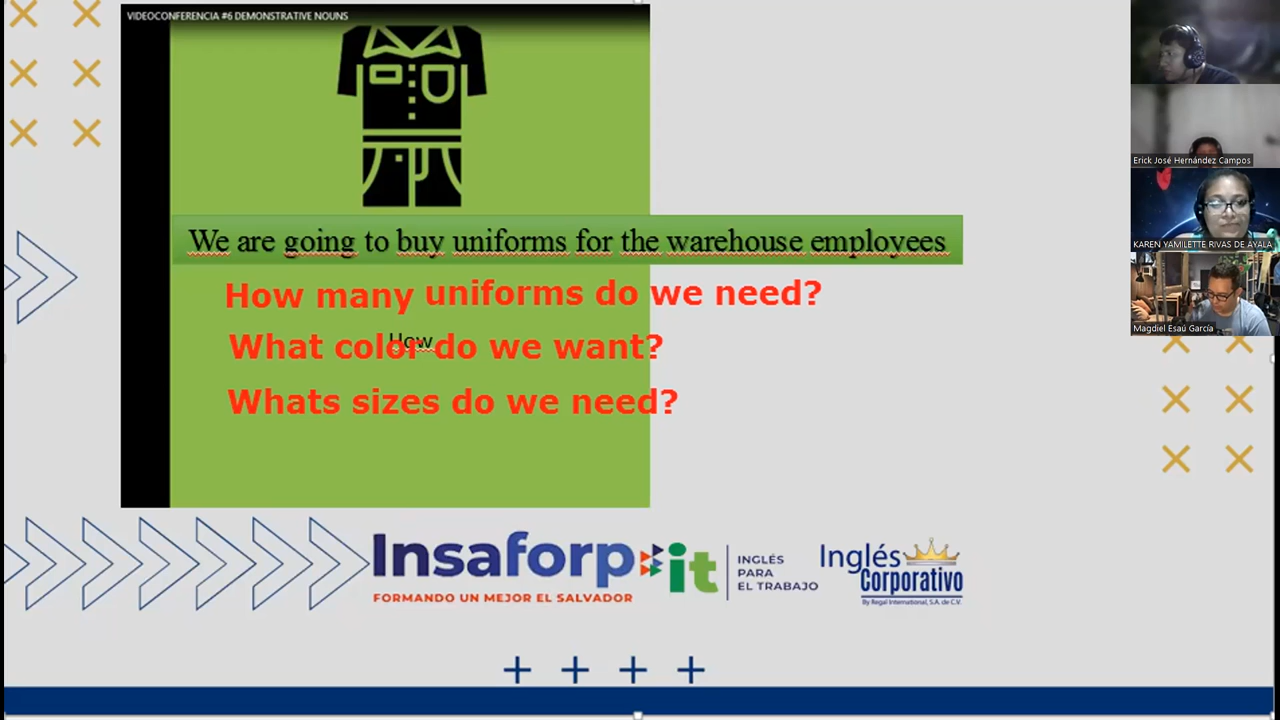 VIDEOCONFERENCIA #6 DEMONSTRATIVE NOUNS
We are going to buy uniforms for the warehouse employees
How many uniforms do we need?
How
What color do we want?
Whats sizes do we need?
Erick José Hernández Campos
KAREN YAMILETTE RIVAS DE AYALA
Magdiel Esaú García
Insaforp
FORMANDO UN MEJOR EL SALVADOR
it
INGLÉS
PARA
EL TRABAJO
Inglés
Corporativo
By Regal International, S.A. de C.V.